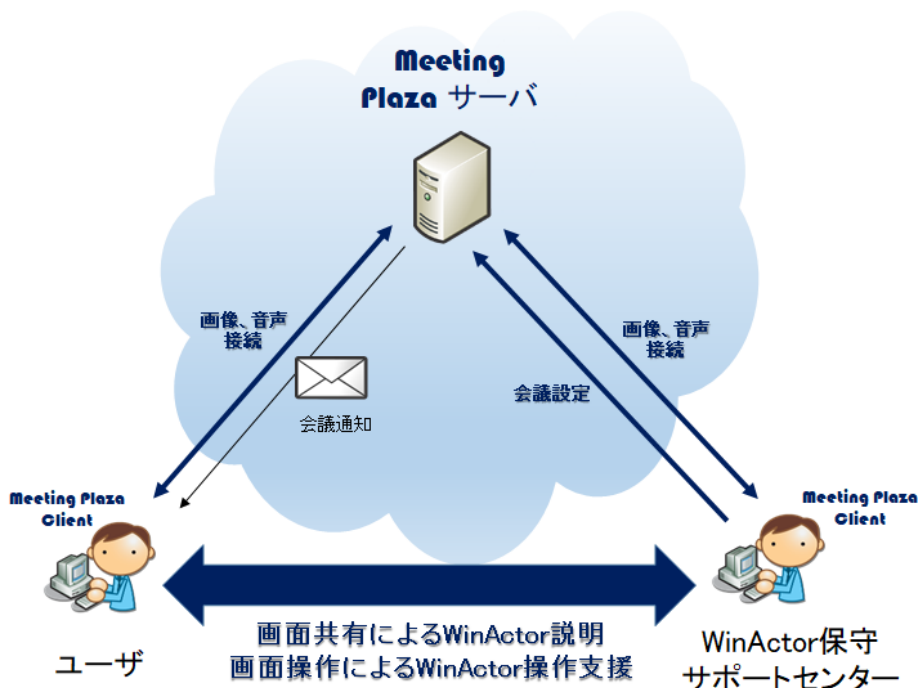 Meeting
Plaza サーバ
画像、音声
接続
画像、音声
接続
会議設定
会議通知
Meeting Plaza
Client
Meeting Plaza
Client
画面共有によるWinActor説明
画面操作によるWinActor操作支援
ユーザ
WinActor保守
サポートセンター